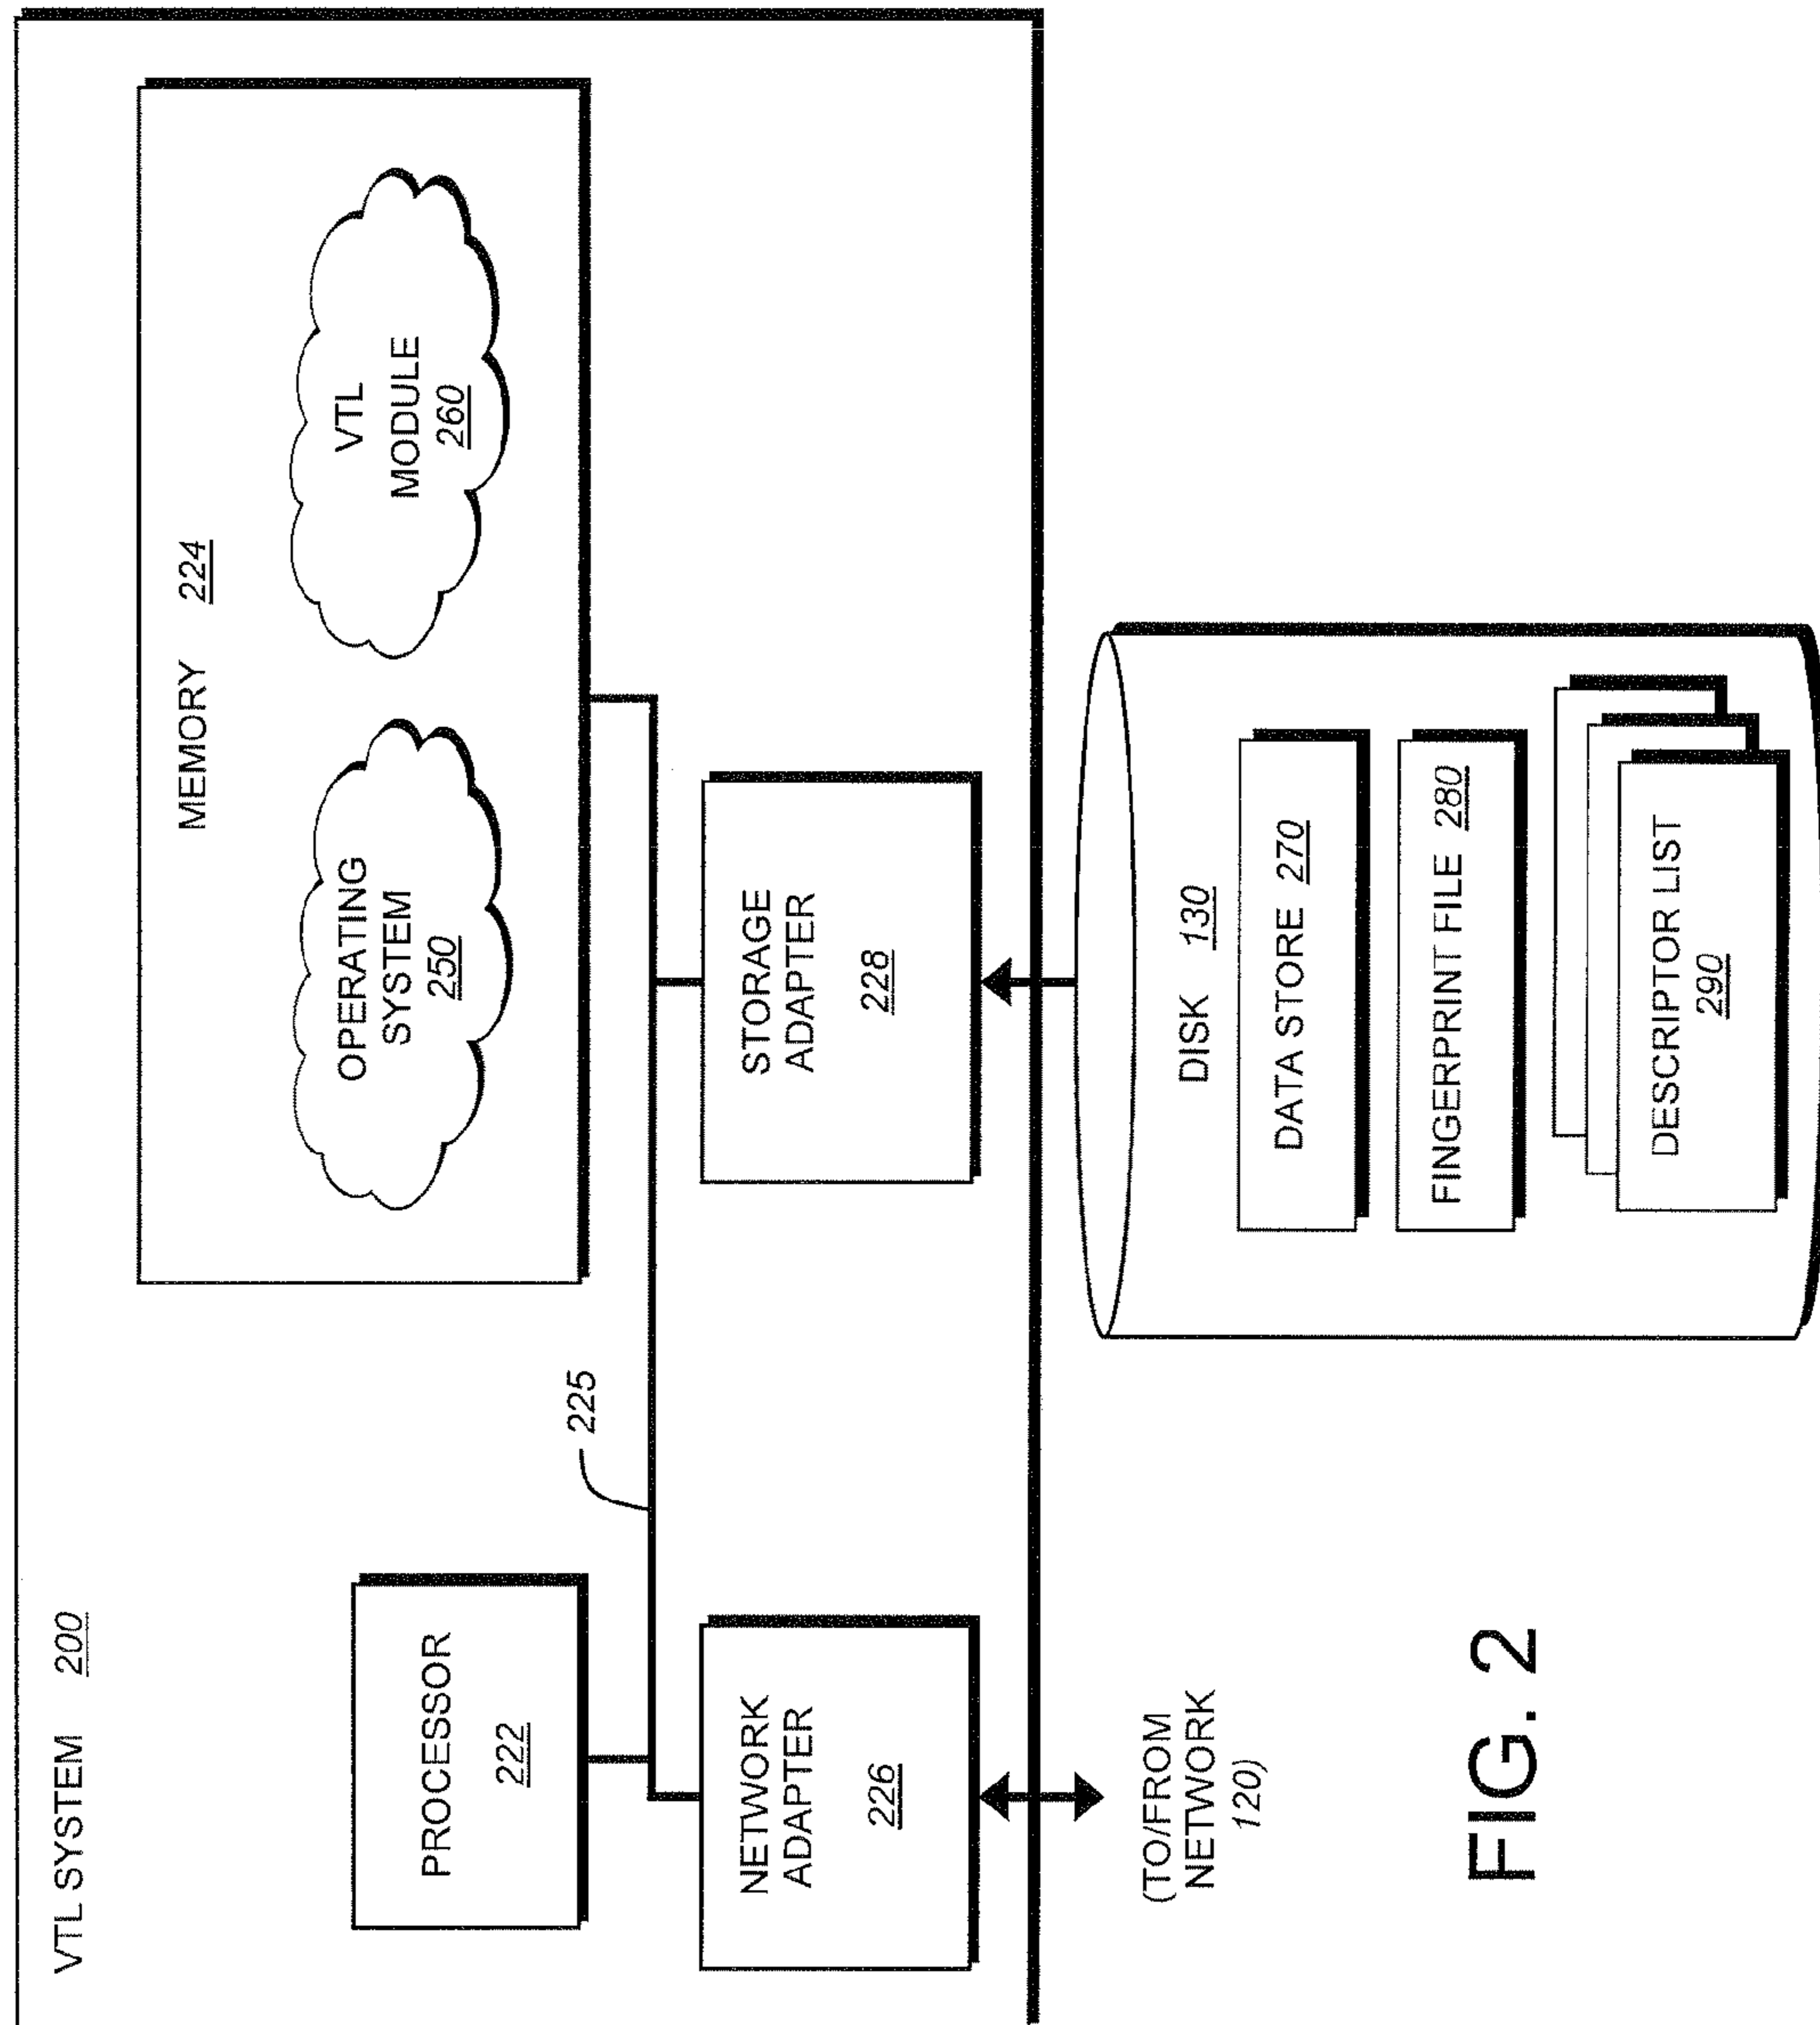 VTL SYSTEM 200
PROCESSOR
222
MEMORY 224
OPERATING
SYSTEM
250
VTL
MODULE
260
225
NETWORK
ADAPTER
226
STORAGE
ADAPTER
228
(TO/FROM
NETWORK
120)
DISK 130
DATA STORE 270
FINGERPRINT FILE 280
DESCRIPTOR LIST
290
FIG. 2